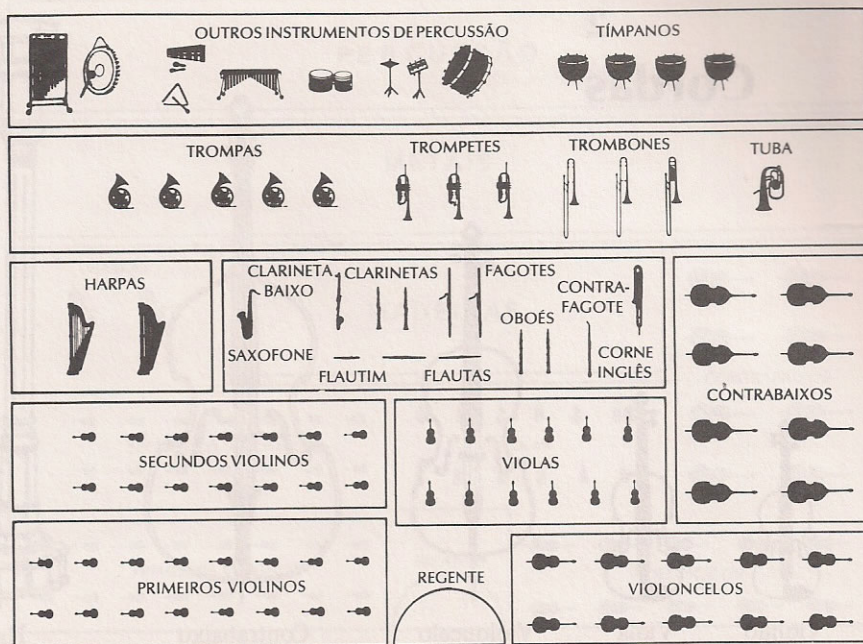 OUTROS INSTRUMENTOS DE PERCUSSÃO
TÍMPANOS
TROMPAS
TROMPETES
TROMBONES
TUBA
HARPAS
CLARINETA
BAIXO
CLARINETAS
FAGOTES
CONTRA-
FAGOTE
OBOÉS
SAXOFONE
CORNE
INGLÊS
FLAUTIM
FLAUTAS
CONTRABAIXOS
SEGUNDOS VIOLINOS
VIOLAS
PRIMEIROS VIOLINOS
REGENTE
VIOLONCELOS